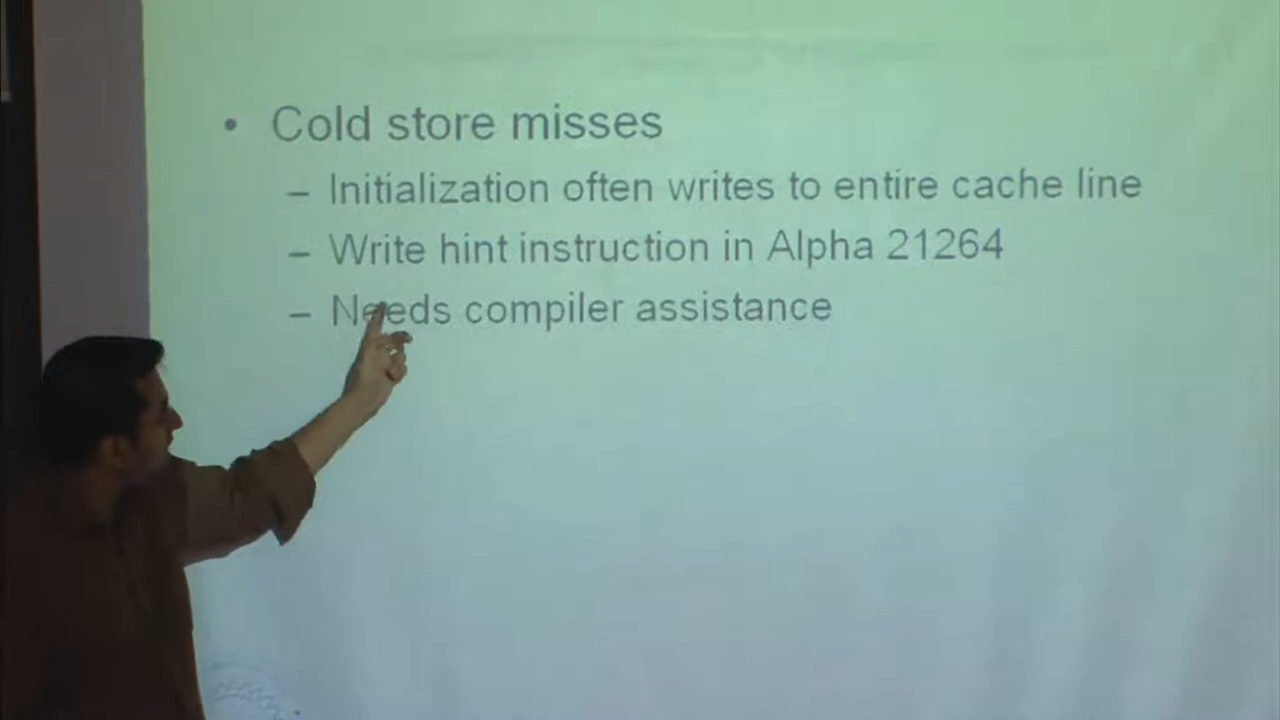 • Cold store misses
– Initialization often writes to entire cache line
– Write hint instruction in Alpha 21264
– Needs compiler assistance